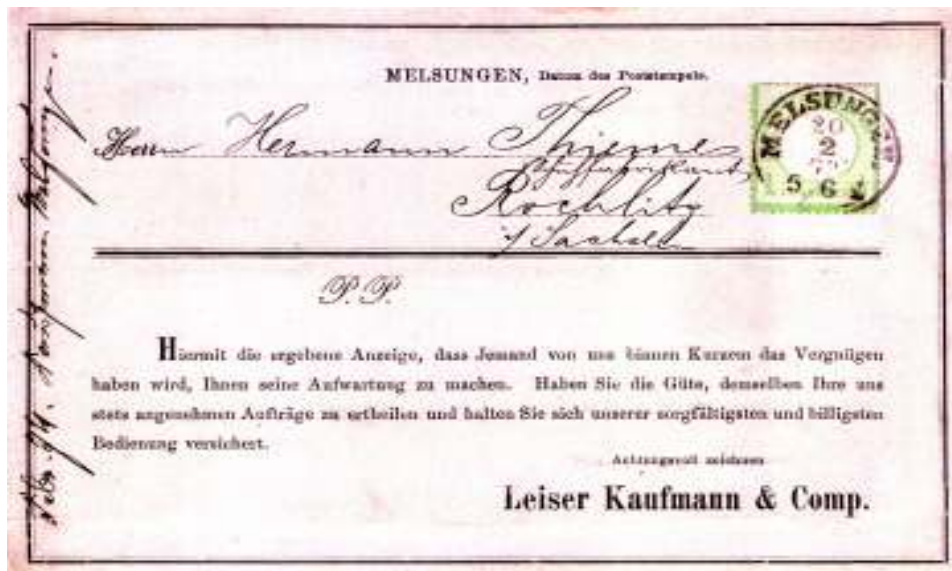 MELSUNGEN, Datum des Poststempels.
MELSUNGEN
20
2
5-6
Herrn Hermann Thieme
Rochlitz
i/ Sachsen
P. P.
Hiermit die ergebene Anzeige, dass Jemand von uns binnen Kurzem das Vergnügen
haben wird, Ihnen seine Aufwartung zu machen. Haben Sie die Güte, demselben Ihre uns
stets angenehmen Aufträge zu ertheilen und halten Sie sich unserer sorgfältigsten und billigsten
Bedienung versichert.
Achtungsvoll zeichnen
Leiser Kaufmann & Comp.
Kaufmann Melsungen.